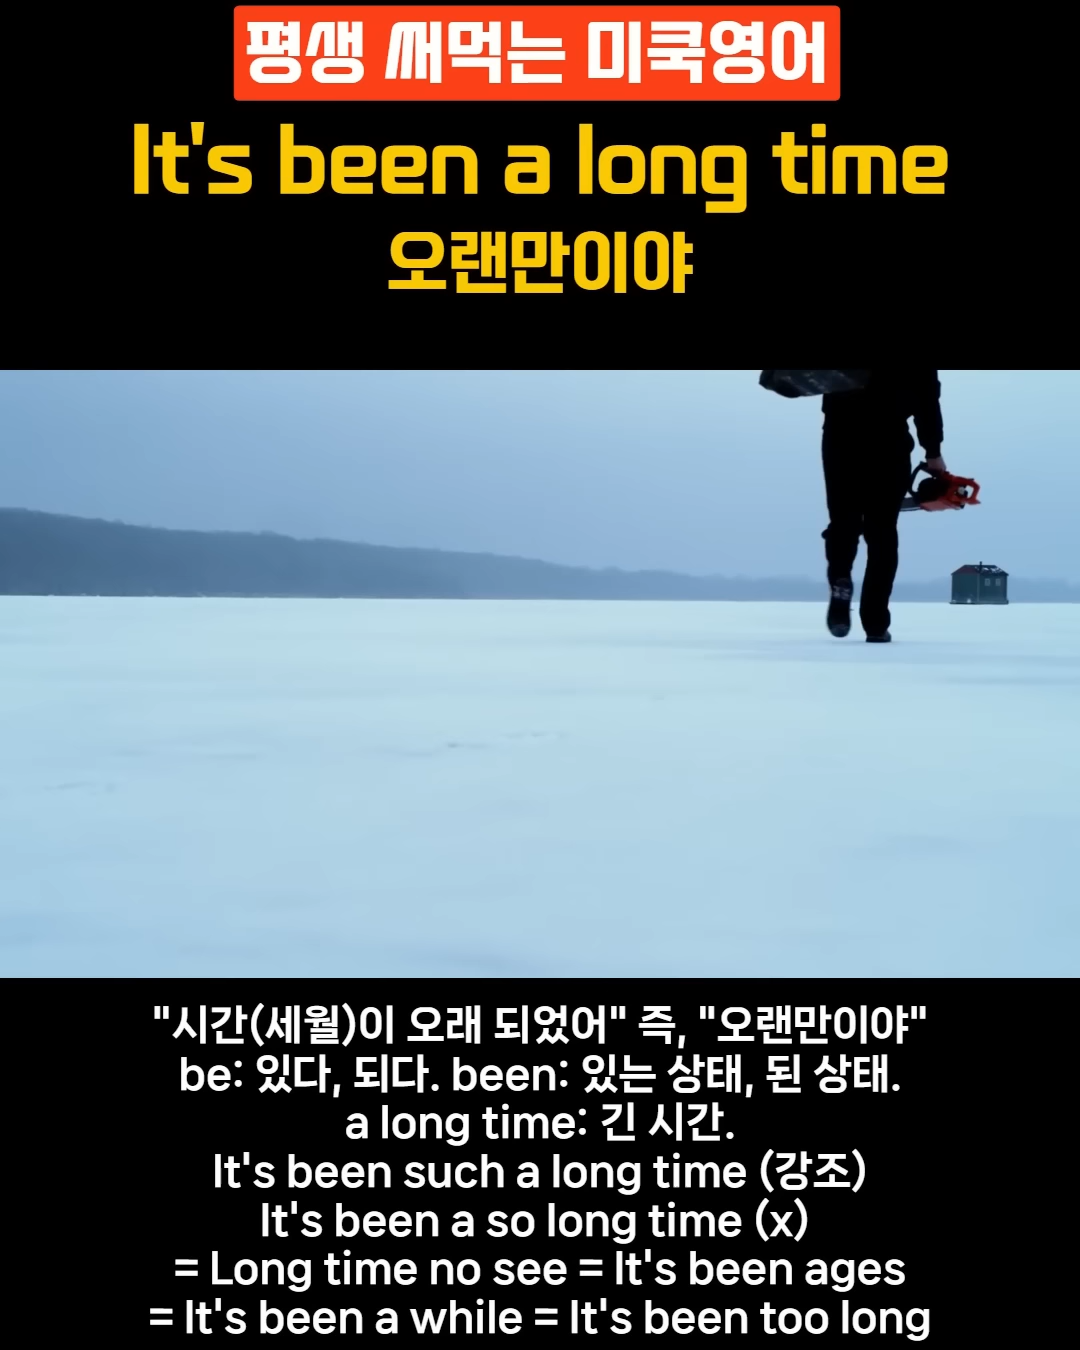 평생 써먹는 미쿡영어
It's been a long time
오랜만이야
"시간(세월)이 오래 되었어" 즉, "오랜만이야"
be: 있다, 되다. been: 있는 상태, 된 상태.
a long time: 긴 시간.
It's been such a long time (강조)
It's been a so long time (x)
= Long time no see = It's been ages
= It's been a while = It's been too long